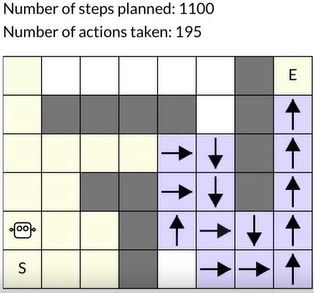 Number of steps planned: 1100
Number of actions taken: 195
E
S